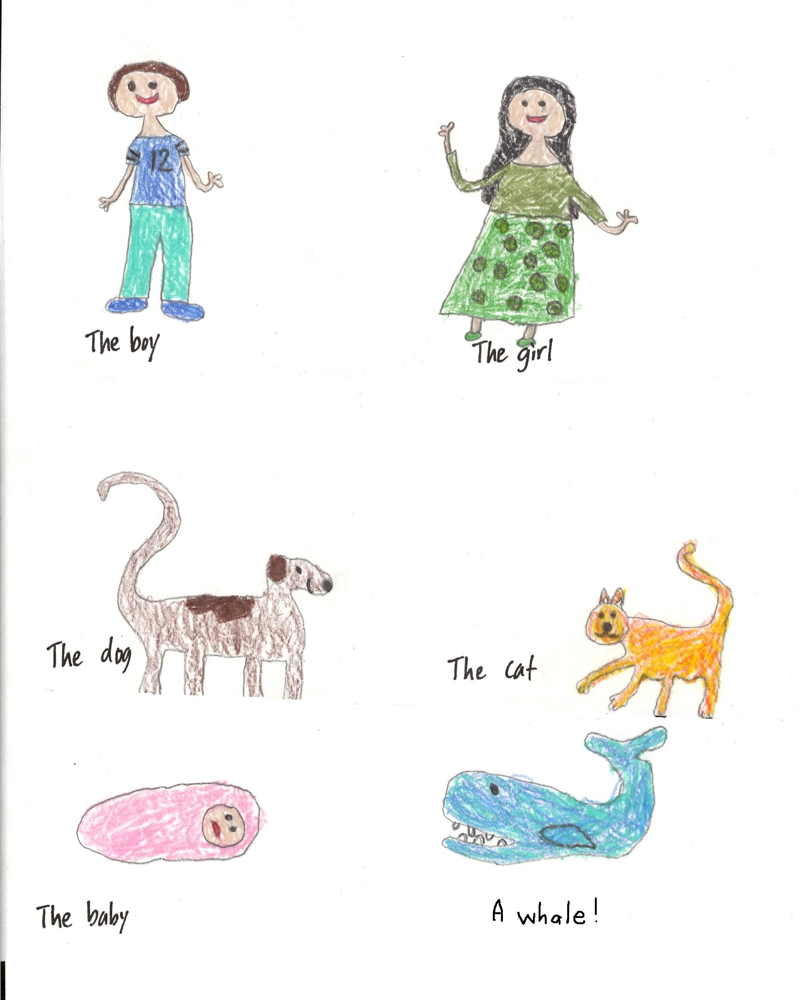 12
The boy
The girl
The dog
The cat
The baby
A whale!